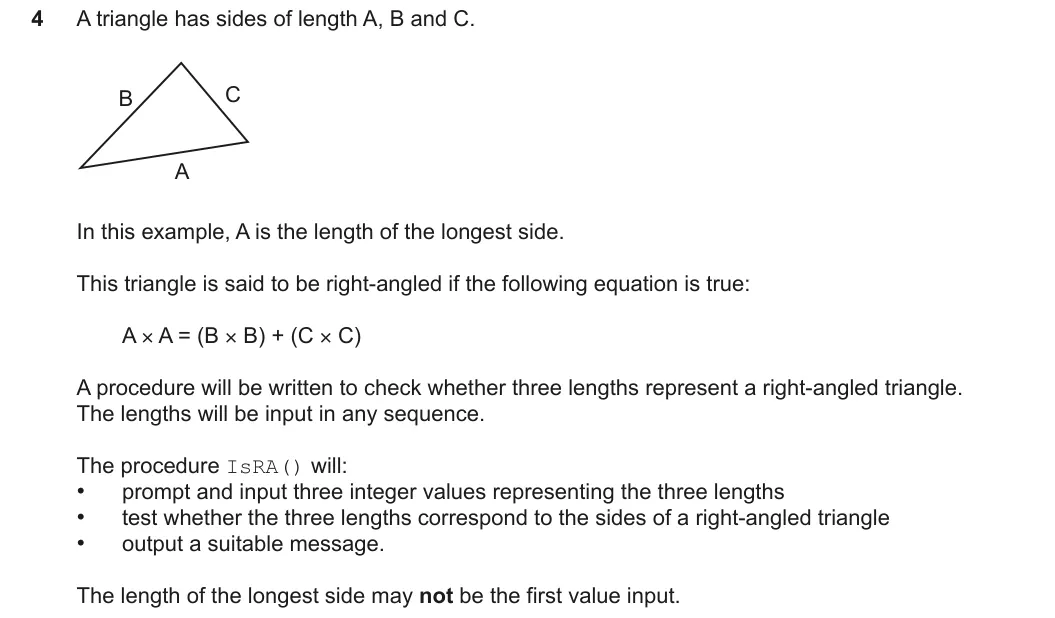 4 A triangle has sides of length A, B and C.
B
C
A
In this example, A is the length of the longest side.
This triangle is said to be right-angled if the following equation is true:
A × A = (B × B) + (C × C)
A procedure will be written to check whether three lengths represent a right-angled triangle.
The lengths will be input in any sequence.
The procedure IsRA() will:
• prompt and input three integer values representing the three lengths
• test whether the three lengths correspond to the sides of a right-angled triangle
• output a suitable message.
The length of the longest side may not be the first value input.